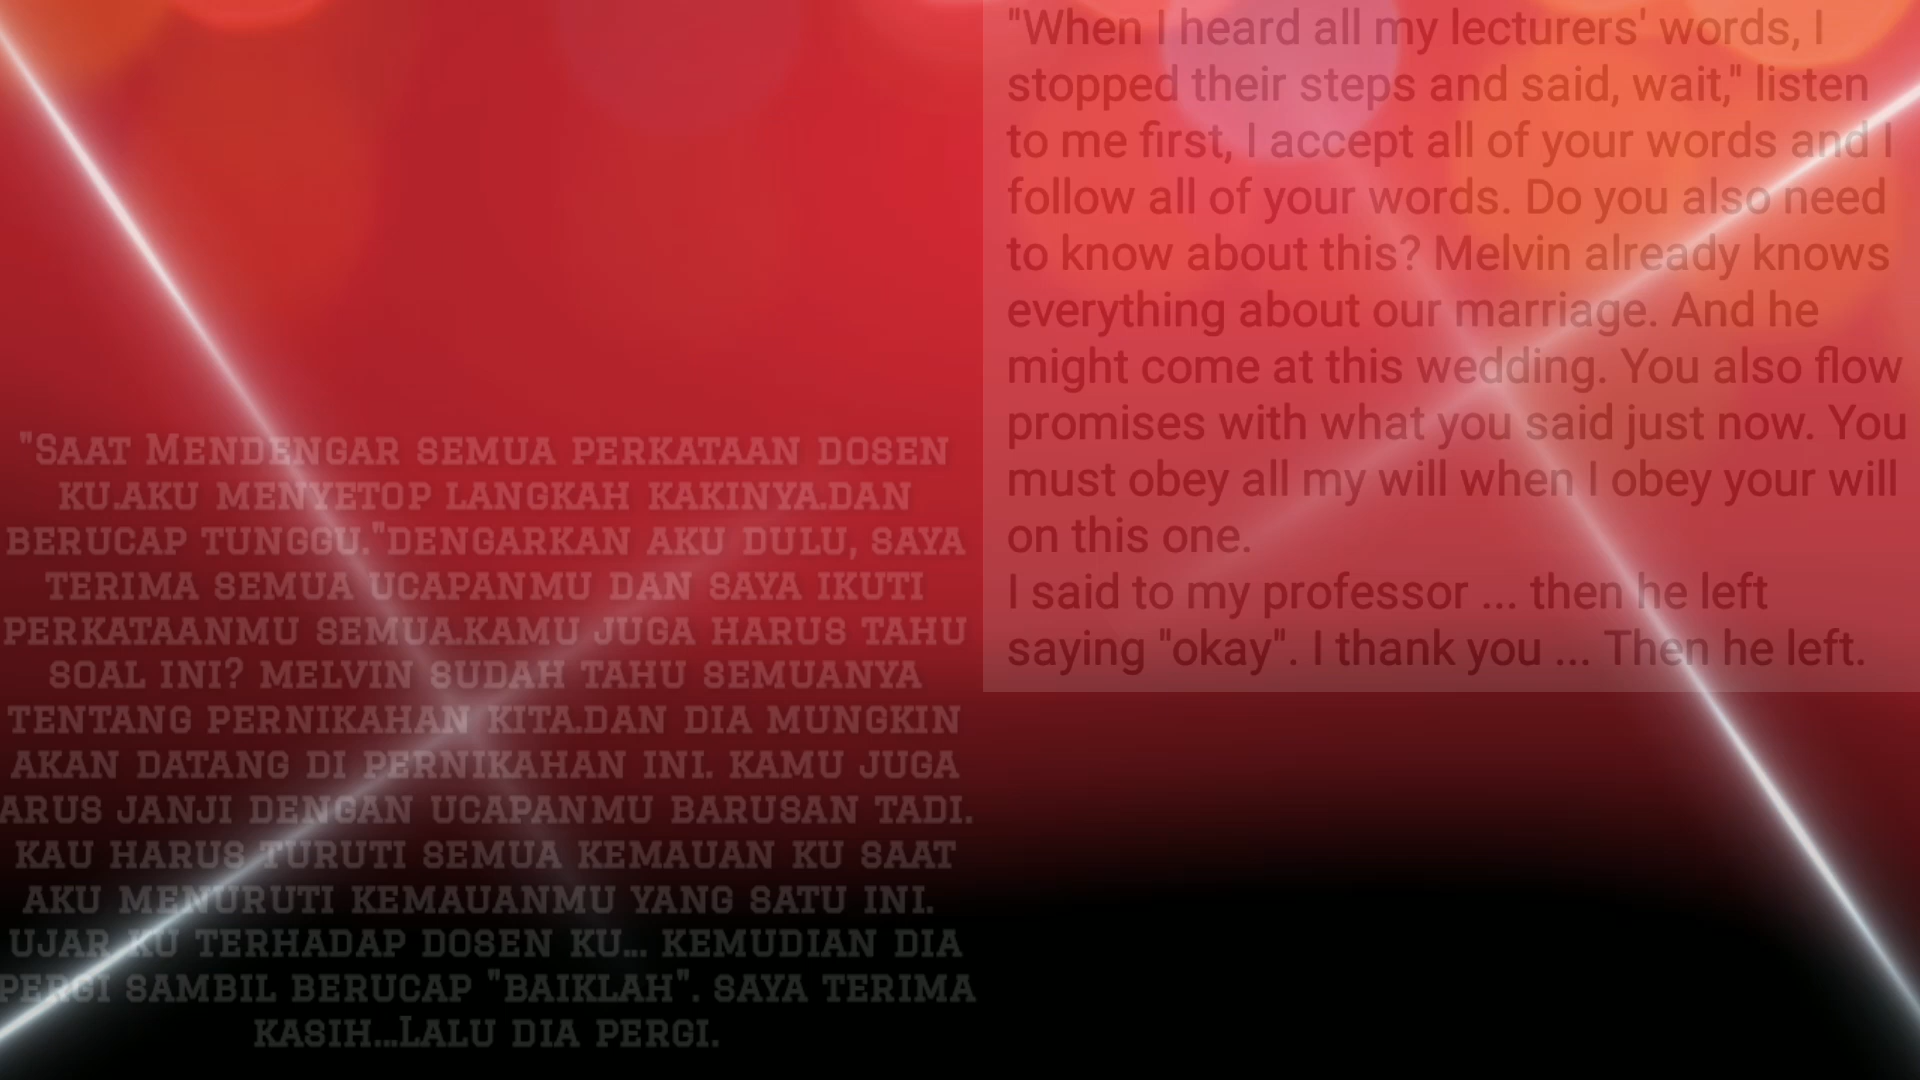 "SAAT MENDENGAR SEMUA PERKATAAN DOSEN
KU.AKU MENYETOP LANGKAH KAKINYA.DAN
BERUCAP TUNGGU."DENGARKAN AKU DULU, SAYA
TERIMA SEMUA UCAPANMU DAN SAYA IKUTI
PERKATAANMU SEMUA.KAMU JUGA HARUS TAHU
SOAL INI? MELVIN SUDAH TAHU SEMUANYA
TENTANG PERNIKAHAN KITA.DAN DIA MUNGKIN
AKAN DATANG DI PERNIKAHAN INI. KAMU JUGA
ARUS JANJI DENGAN UCAPANMU BARUSAN TADI.
KAU HARUS TURUTI SEMUA KEMAUAN KU SAAT
AKU MENURUTI KEMAUANMU YANG SATU INI.
UJAR KU TERHADAP DOSEN KU... KEMUDIAN DIA
PERGI SAMBIL BERUCAP "BAIKLAH". SAYA TERIMA
KASIH...LALU DIA PERGI.
"When I heard all my lecturers' words, I
stopped their steps and said, wait," listen
to me first, I accept all of your words and I
follow all of your words. Do you also need
to know about this? Melvin already knows
everything about our marriage. And he
might come at this wedding. You also flow
promises with what you said just now. You
must obey all my will when I obey your will
on this one.
I said to my professor ... then he left
saying "okay". I thank you ... Then he left.